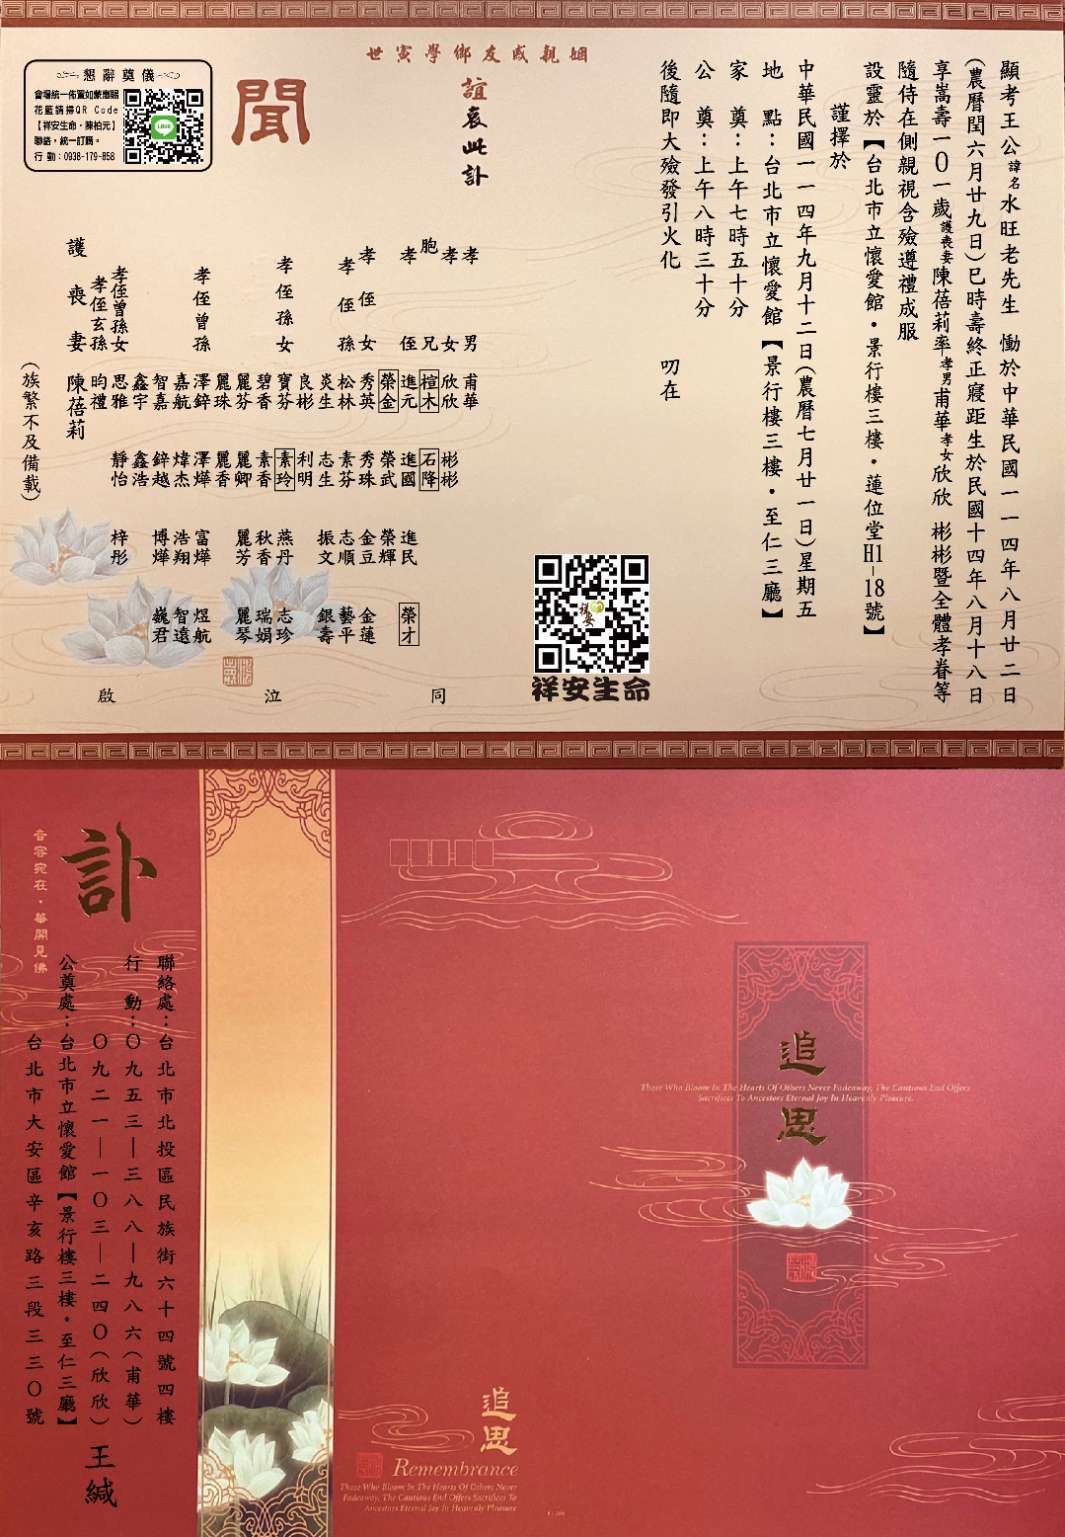 顯考王公諱名水旺老先生 慟於中華民國一一四年八月廿二日
(農曆閏六月廿九日)巳時壽終正寢距生於民國十四年八月十八日
享嵩壽一〇一歲護喪妻陳蓓莉率孝男甫華孝女欣欣 彬彬暨全體孝眷等
隨侍在側親視含殮遵禮成服
設靈於【台北市立懷愛館・景行樓三樓・蓮位堂H1-18號】
謹擇於
中華民國一一四年九月十二日(農曆七月廿一日)星期五
地 點：台北市立懷愛館【景行樓三樓・至仁三廳】
家 奠：上午七時五十分
公 奠：上午八時三十分
後隨即大殮發引火化 叨在
世寅學鄉友戚親姻
誼哀此訃
聞
孝男 甫華
孝女 欣欣 彬彬
胞兄 楦木 石降
孝侄 進元 進國 進民 榮才
榮金 榮武 榮輝
孝侄女 秀英 秀珠 金豆 金蓮
孝侄孫 松林 素芬 志順 藝平
炎生 志生 振文 銀壽
良彬 利明
孝侄孫女 寶芬 素玲 燕丹 志珍
碧香 素香 秋香 瑞娟
麗芬 麗卿 麗芳 麗琴
麗珠 麗香
孝侄曾孫 澤鋅 澤燁 富燁 煜航
嘉航 煒杰 浩翔 智遠
智嘉 鋅越 博燁 巍君
鑫宇 鑫浩
孝侄曾孫女 思雅 靜怡 梓彤
孝侄玄孫 昀禮
護喪妻 陳蓓莉
(族繁不及備載)
同 泣 啟
懇辭奠儀
會場統一佈置如蒙惠賜
花籃請掃QR Code
【祥安生命・陳柏元】
聯絡，統一訂購。
行動：0936-179-858
LINE
祥安
祥安生命
訃
音容宛在・華開見佛
聯絡處：台北市北投區民族街六十四號四樓
行 動：〇九五三—三八八—九八六(甫華)
〇九二一—一〇三—二四〇(欣欣)
公奠處：台北市立懷愛館【景行樓三樓・至仁三廳】
台北市大安區辛亥路三段三三〇號
王緘
追思
Those Who Bloom In The Hearts Of Others Never Fadeaway, The Cautious End Offers
Sacrifices To Ancestors Eternal Joy In Heavenly Pleasure.
追思
Remembrance
Those Who Bloom In The Hearts Of Others Never
Fadeaway, The Cautious End Offers Sacrifices To
Ancestors Eternal Joy In Heavenly Pleasure